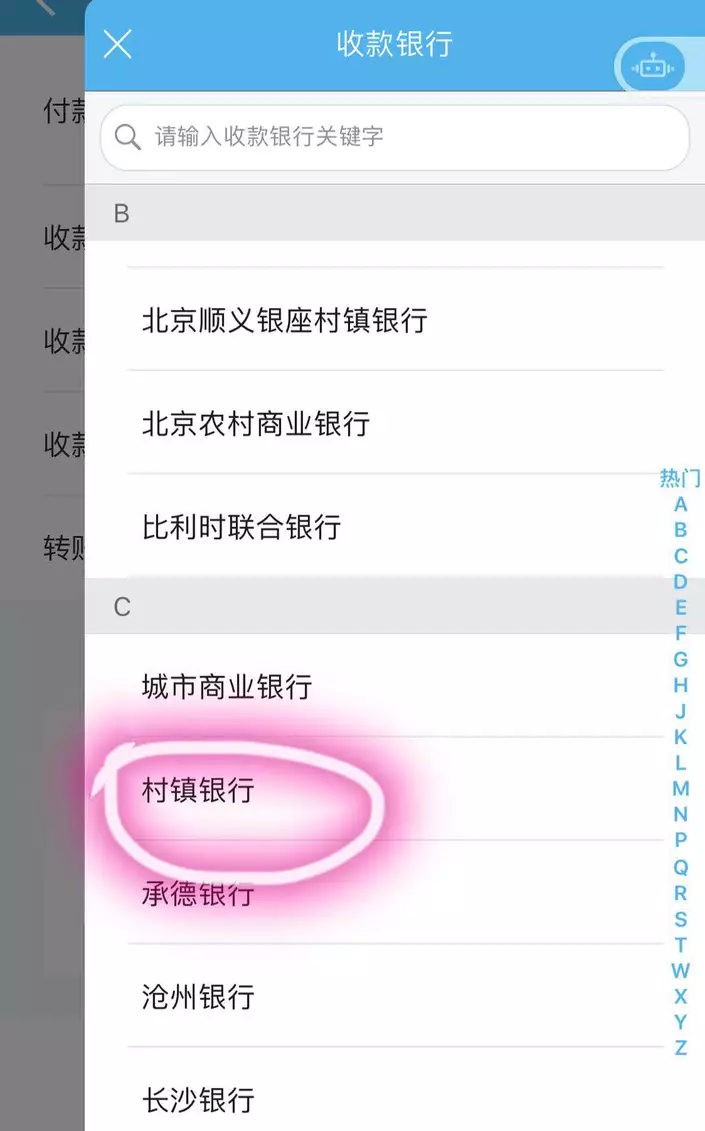 收款银行
请输入收款银行关键字
付款
收款
收款
收款
转账
B
北京顺义银座村镇银行
北京农村商业银行
比利时联合银行
C
城市商业银行
村镇银行
承德银行
沧州银行
长沙银行
热门
A
B
C
D
E
F
G
H
J
K
L
M
N
P
Q
R
S
T
W
X
Y
Z